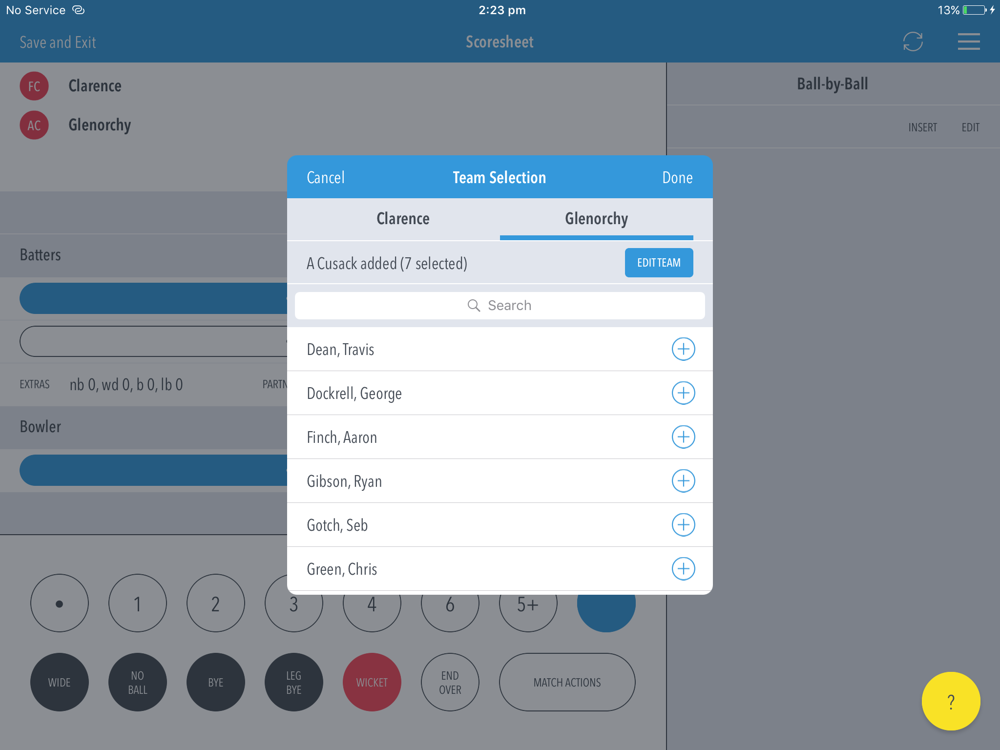 No Service
2:23 pm
13%
Save and Exit
Scoresheet
FC
Clarence
AC
Glenorchy
Ball-by-Ball
INSERT
EDIT
Cancel
Team Selection
Done
Clarence
Glenorchy
A Cusack added (7 selected)
EDIT TEAM
Search
Dean, Travis
Dockrell, George
Finch, Aaron
Gibson, Ryan
Gotch, Seb
Green, Chris
Batters
EXTRAS
nb 0, wd 0, b 0, lb 0
PARTN
Bowler
•
1
2
3
4
6
5+
WIDE
NO
BALL
BYE
LEG
BYE
WICKET
END
OVER
MATCH ACTIONS
?